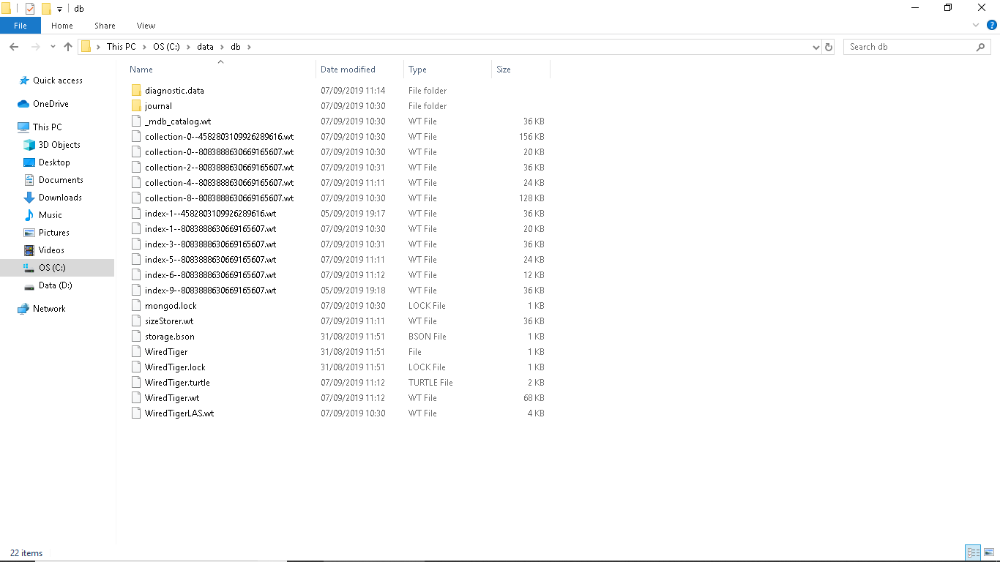 db
File Home Share View
This PC OS (C:) data db Search db
Name Date modified Type Size
Quick access
OneDrive
This PC
3D Objects
Desktop
Documents
Downloads
Music
Pictures
Videos
OS (C:)
Data (D:)
Network
diagnostic.data 07/09/2019 11:14 File folder
journal 07/09/2019 10:30 File folder
_mdb_catalog.wt 07/09/2019 10:30 WT File 36 KB
collection-0--4582803109926289616.wt 07/09/2019 10:30 WT File 156 KB
collection-0--8083888630669165607.wt 07/09/2019 10:30 WT File 20 KB
collection-2--8083888630669165607.wt 07/09/2019 10:31 WT File 36 KB
collection-4--8083888630669165607.wt 07/09/2019 11:11 WT File 24 KB
collection-8--8083888630669165607.wt 07/09/2019 10:30 WT File 128 KB
index-1--4582803109926289616.wt 05/09/2019 19:17 WT File 36 KB
index-1--8083888630669165607.wt 07/09/2019 10:30 WT File 20 KB
index-3--8083888630669165607.wt 07/09/2019 10:31 WT File 36 KB
index-5--8083888630669165607.wt 07/09/2019 11:11 WT File 24 KB
index-6--8083888630669165607.wt 07/09/2019 11:12 WT File 12 KB
index-9--8083888630669165607.wt 05/09/2019 19:18 WT File 36 KB
mongod.lock 07/09/2019 10:30 LOCK File 1 KB
sizeStorer.wt 07/09/2019 11:11 WT File 36 KB
storage.bson 31/08/2019 11:51 BSON File 1 KB
WiredTiger 31/08/2019 11:51 File 1 KB
WiredTiger.lock 31/08/2019 11:51 LOCK File 1 KB
WiredTiger.turtle 07/09/2019 11:12 TURTLE File 2 KB
WiredTiger.wt 07/09/2019 11:12 WT File 68 KB
WiredTigerLAS.wt 07/09/2019 10:30 WT File 4 KB
22 items